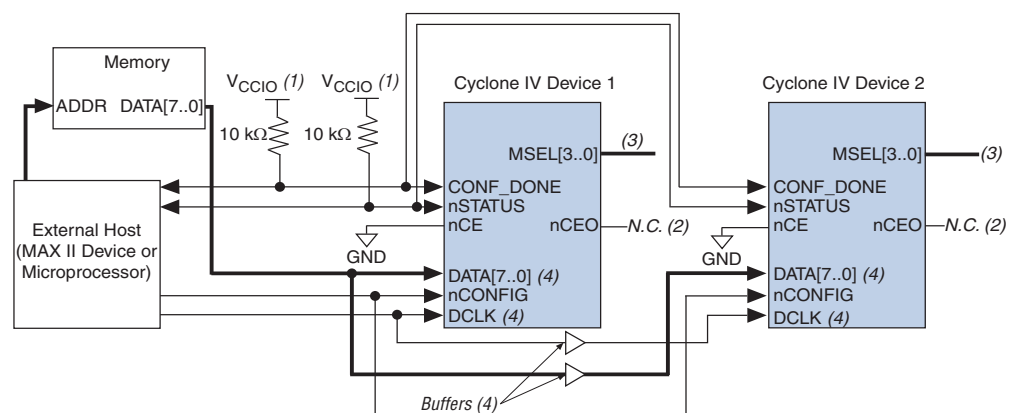 Memory
ADDR DATA[7..0]
V_CCIO (1)
V_CCIO (1)
10 kΩ
10 kΩ
External Host
(MAX II Device or
Microprocessor)
Cyclone IV Device 1
MSEL[3..0]
(3)
CONF_DONE
nSTATUS
nCE
nCEO
N.C. (2)
GND
DATA[7..0] (4)
nCONFIG
DCLK (4)
Cyclone IV Device 2
MSEL[3..0]
(3)
CONF_DONE
nSTATUS
nCE
nCEO
N.C. (2)
GND
DATA[7..0] (4)
nCONFIG
DCLK (4)
Buffers (4)